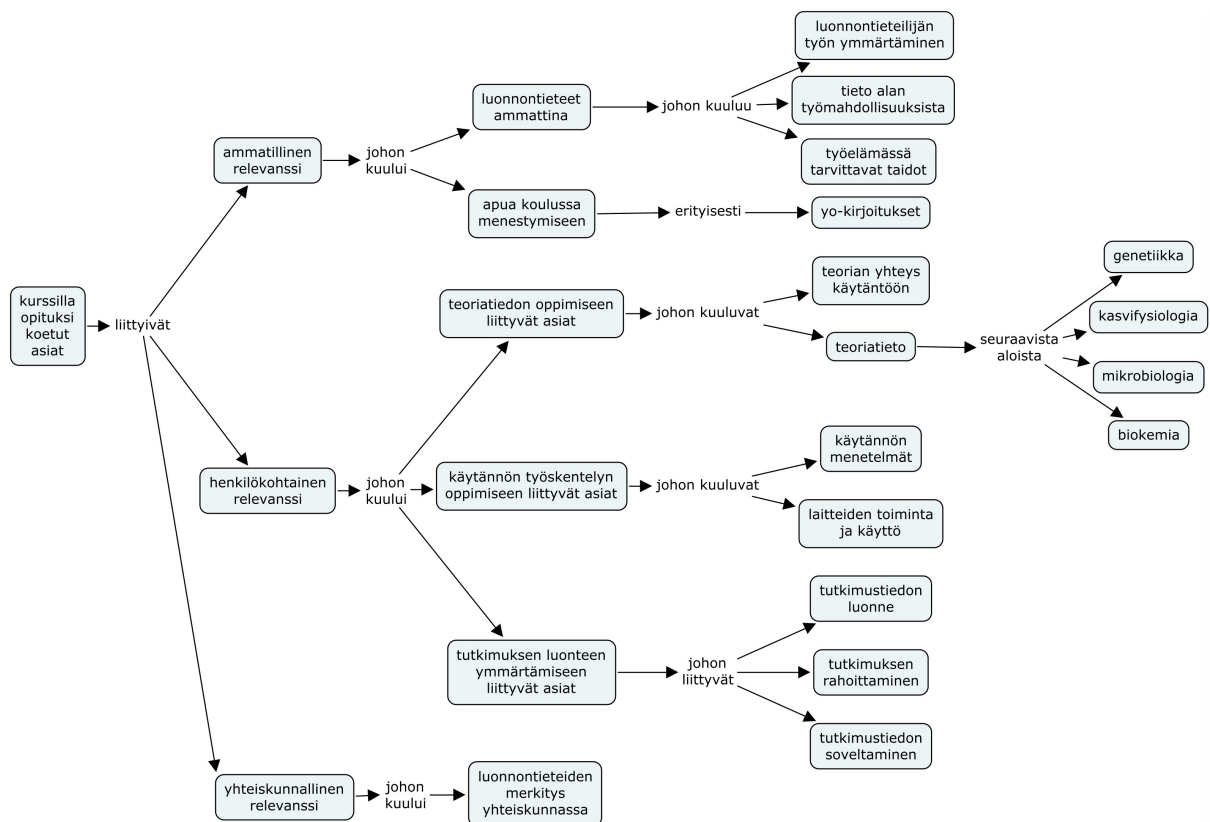 kurssilla
opituksi
koetut
asiat
liittyivät
ammatillinen
relevanssi
johon
kuului
luonnontieteet
ammattina
johon kuuluu
luonnontieteilijän
työn ymmärtäminen
tieto alan
työmahdollisuuksista
työelämässä
tarvittavat taidot
apua koulussa
menestymiseen
erityisesti
yo-kirjoitukset
henkilökohtainen
relevanssi
johon
kuului
teoriatiedon oppimiseen
liittyvät asiat
johon kuuluvat
teorian yhteys
käytäntöön
teoriatieto
seuraavista
aloista
genetiikka
kasvifysiologia
mikrobiologia
biokemia
käytännön työskentelyn
oppimiseen liittyvät asiat
johon kuuluvat
käytännön
menetelmät
laitteiden toiminta
ja käyttö
tutkimuksen luonteen
ymmärtämiseen
liittyvät asiat
johon
liittyvät
tutkimustiedon
luonne
tutkimuksen
rahoittaminen
tutkimustiedon
soveltaminen
yhteiskunnallinen
relevanssi
johon
kuului
luonnontieteiden
merkitys
yhteiskunnassa